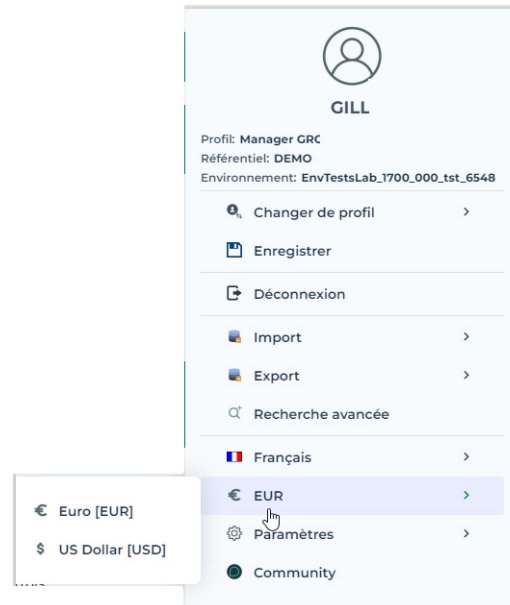 GILL
Profil: Manager GRC
Référentiel: DEMO
Environnement: EnvTestsLab_1700_000_tst_6548
Changer de profil
Enregistrer
Déconnexion
Import
Export
Recherche avancée
Français
€ EUR
€ Euro [EUR]
$ US Dollar [USD]
Paramètres
Community